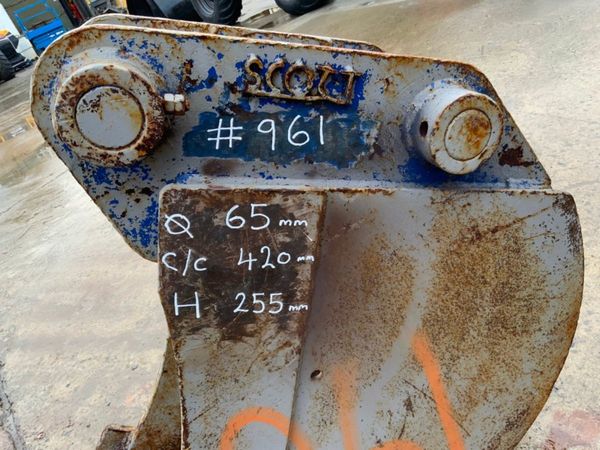 SCOTT
#961
Ø 65mm
C/C 420mm
H 255mm